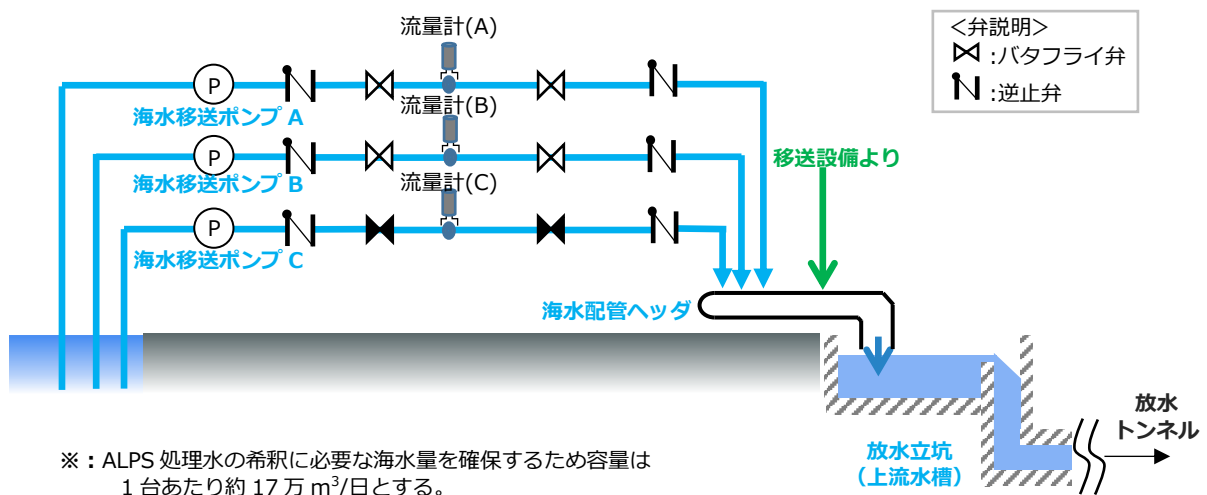 流量計(A)
<弁説明>
:バタフライ弁
:逆止弁
P
海水移送ポンプ A
流量計(B)
P
海水移送ポンプ B
移送設備より
流量計(C)
P
海水移送ポンプ C
海水配管ヘッダ
放水
トンネル
放水立坑
（上流水槽）
※：ALPS 処理水の希釈に必要な海水量を確保するため容量は
1 台あたり約 17 万 m³/日とする。